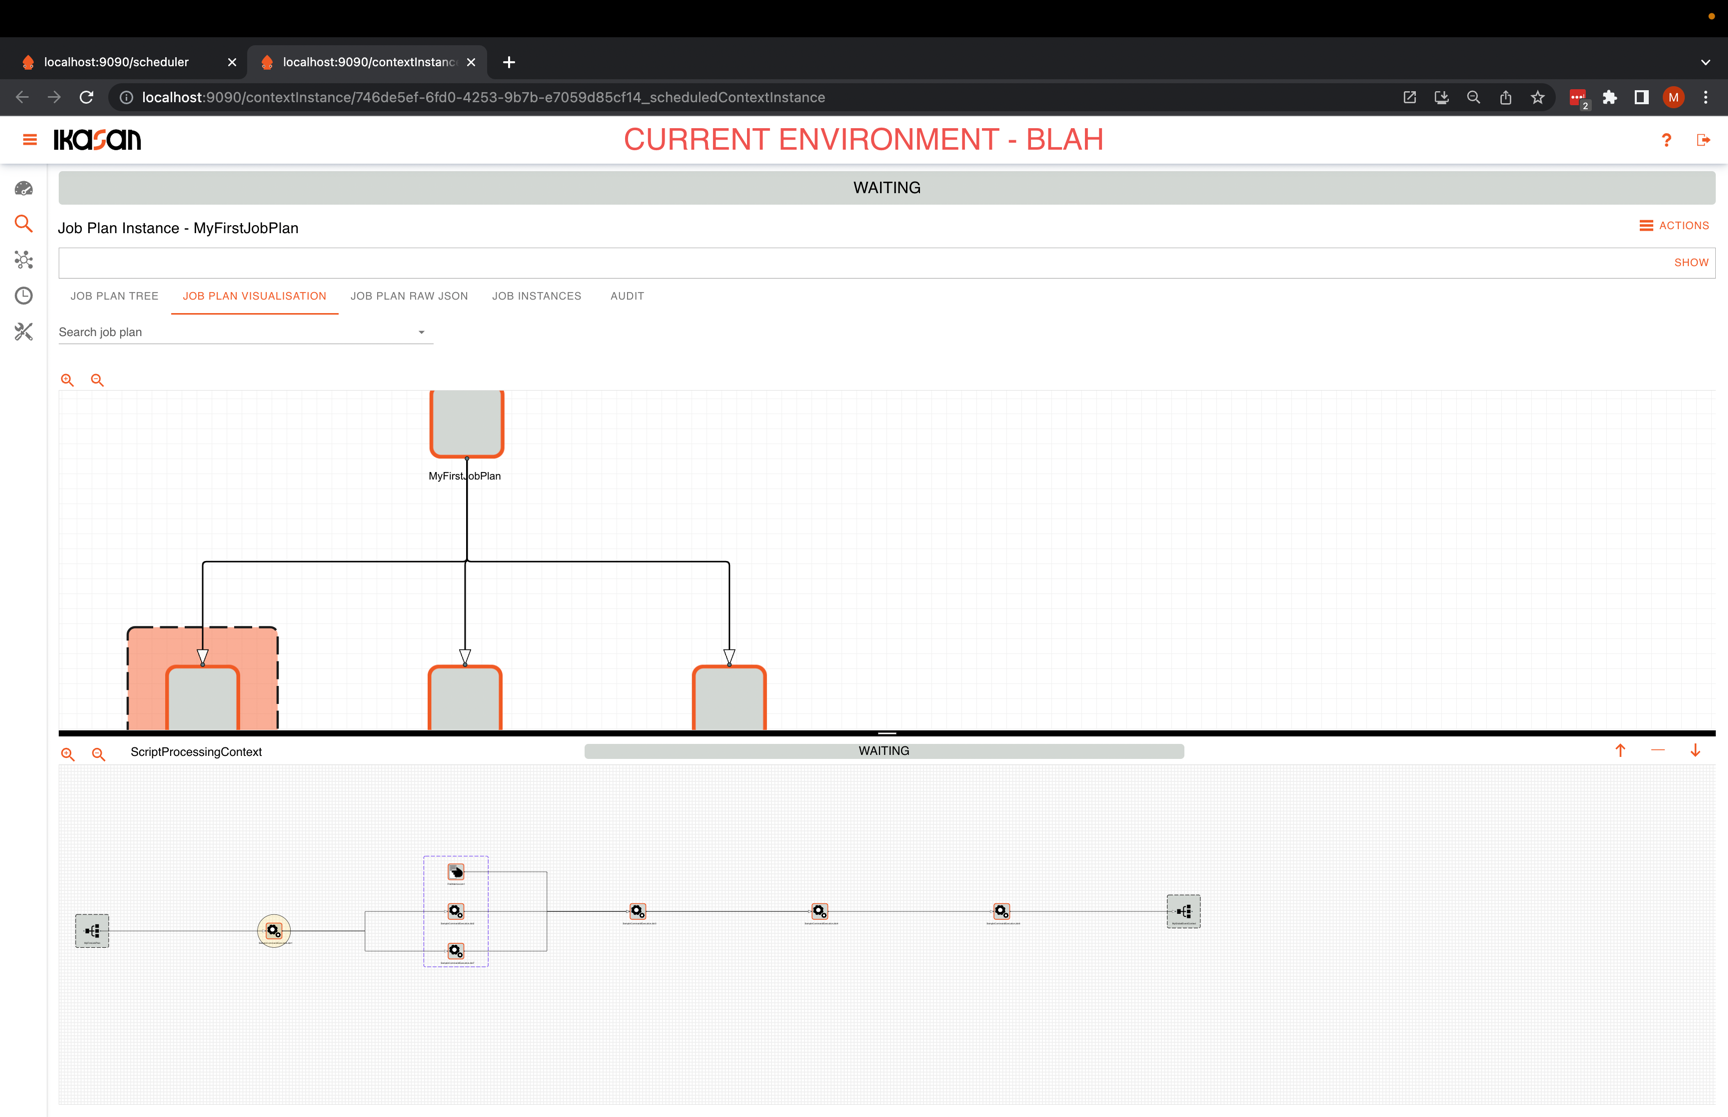 localhost:9090/scheduler
localhost:9090/contextInstanc
localhost:9090/contextInstance/746de5ef-6fd0-4253-9b7b-e7059d85cf14_scheduledContextInstance
2
M
IKASAN
CURRENT ENVIRONMENT - BLAH
?
WAITING
Job Plan Instance - MyFirstJobPlan
ACTIONS
SHOW
JOB PLAN TREE
JOB PLAN VISUALISATION
JOB PLAN RAW JSON
JOB INSTANCES
AUDIT
Search job plan
MyFirstJobPlan
ScriptProcessingContext
WAITING